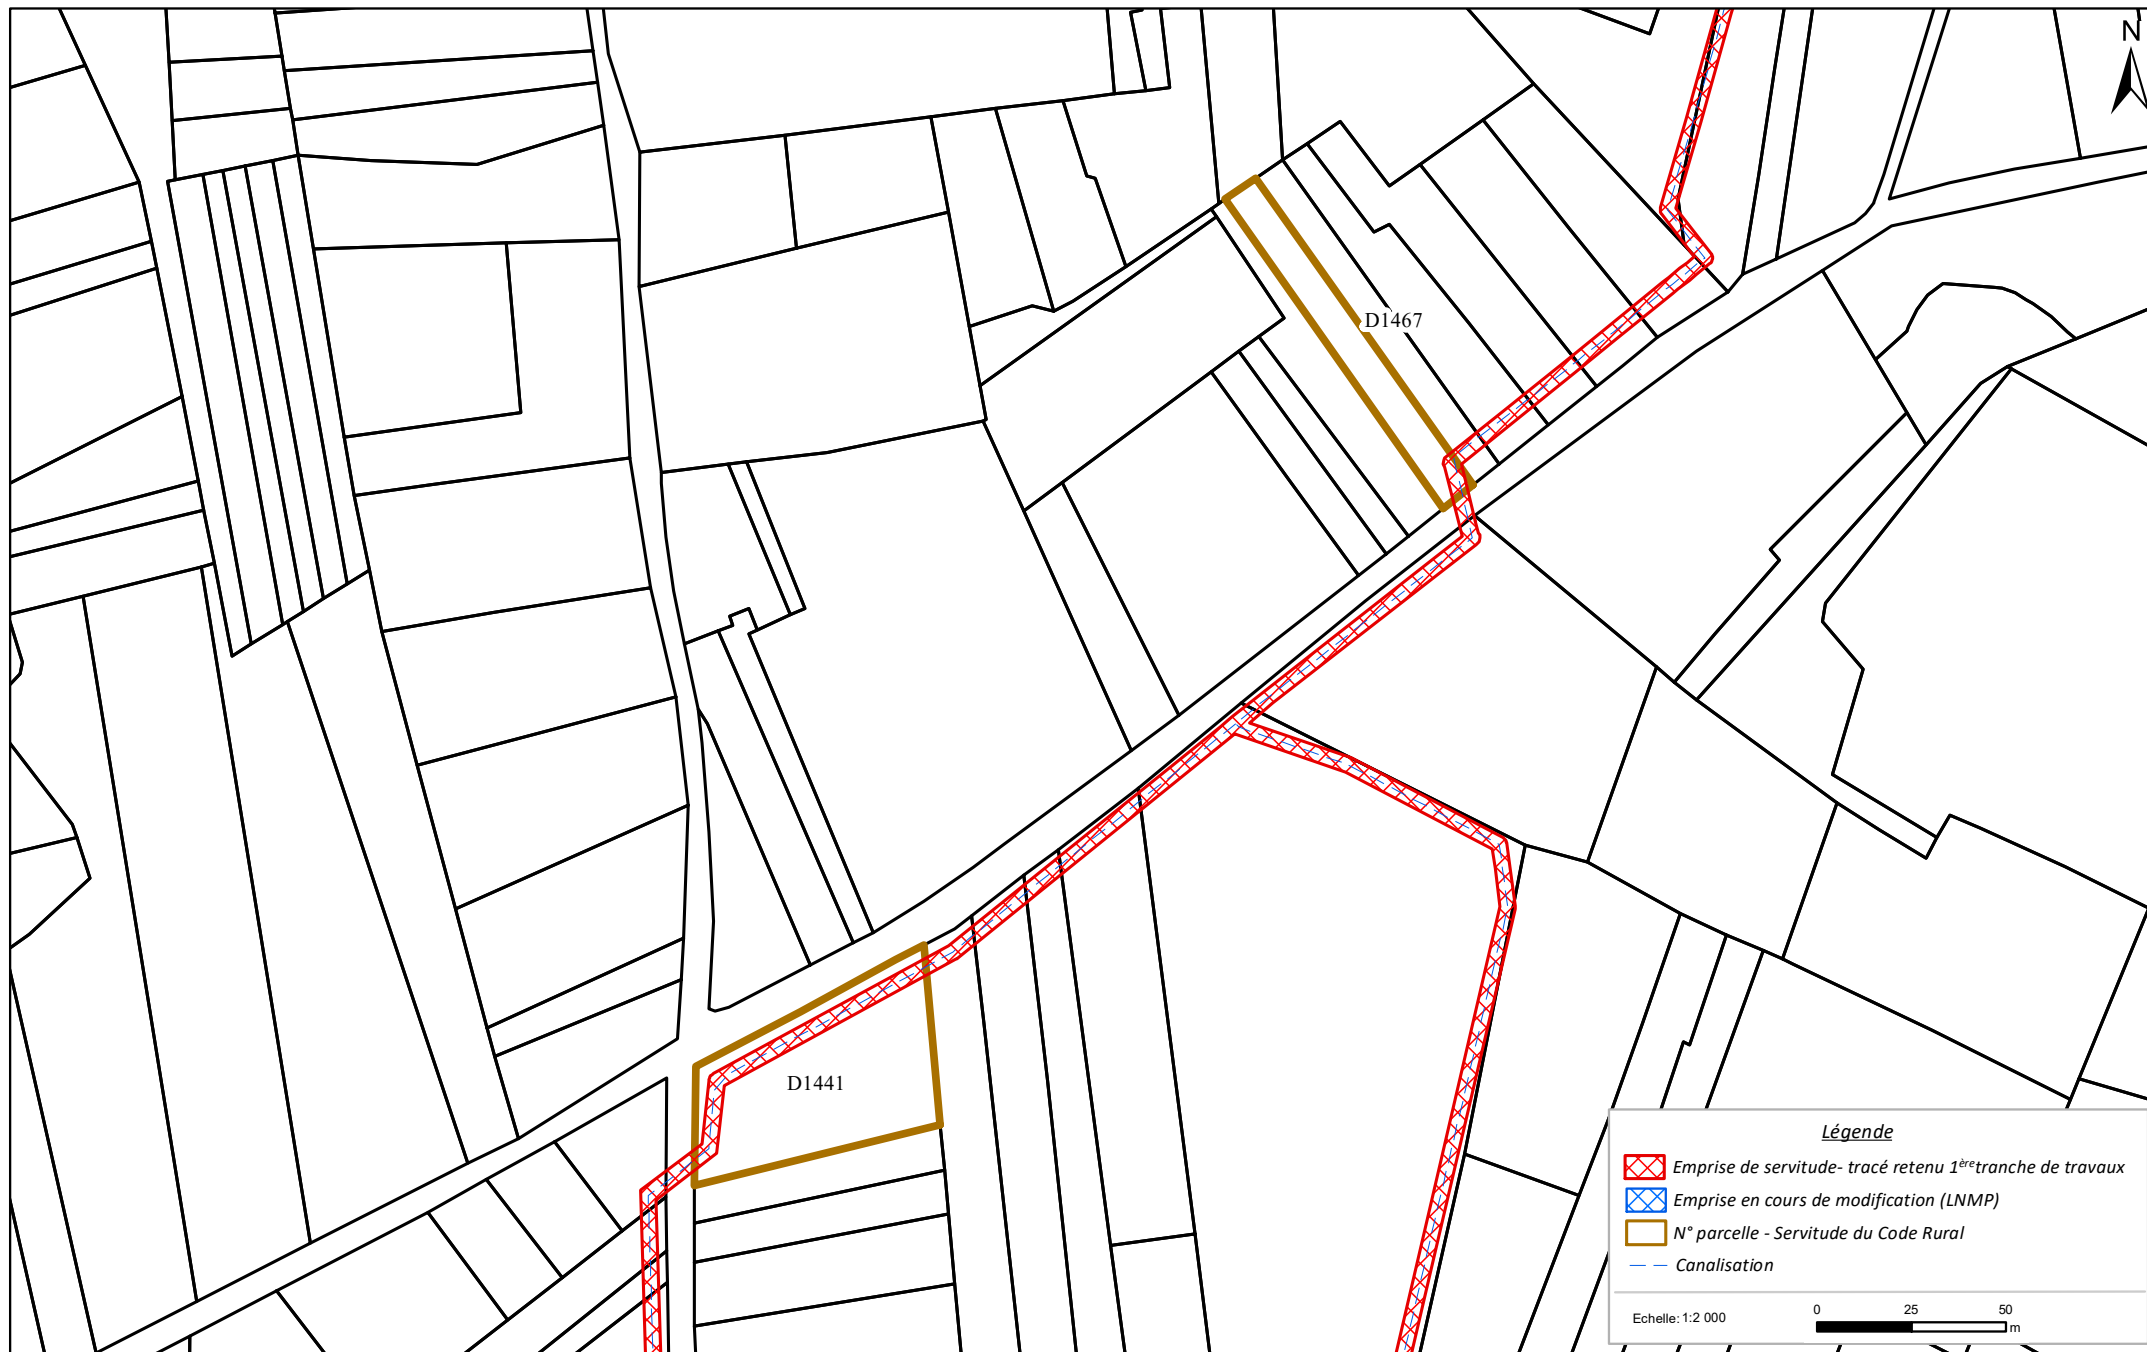 N
D1467
D1441
Légende
Emprise de servitude- tracé retenu 1ère tranche de travaux
Emprise en cours de modification (LNMP)
N° parcelle - Servitude du Code Rural
Canalisation
Echelle: 1:2 000
0 25 50
m